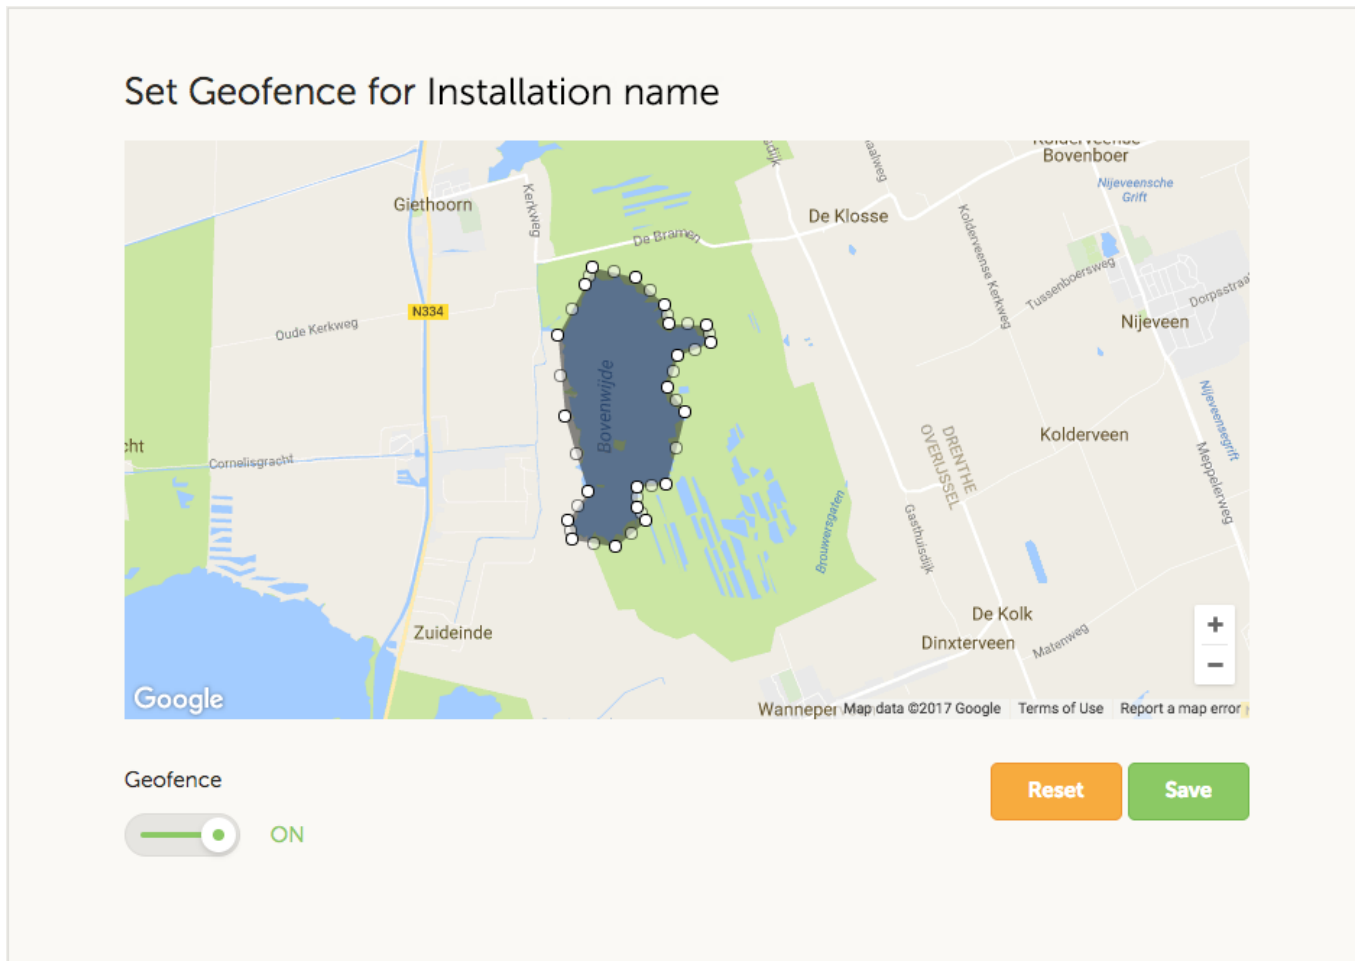 Set Geofence for Installation name
Bovenboer
Nijeveensche
Grift
Giethoorn
Kerkweg
De Klosse
De Bramen
Kolderveense Kerkweg
Tussenboersweg
Dorpsstraat
N334
Oude Kerkweg
Nijeveen
Bovenwijde
Nijeveensegrift
cht
Cornelisgracht
DRENTHE
OVERIJSSEL
Kolderveen
Meppelerweg
Brouwersgaten
Gasthuisdijk
De Kolk
Zuideinde
Dinxterveen
Matenweg
+
−
Google
Wanneper
Map data ©2017 Google Terms of Use Report a map error
Geofence
Reset Save
ON